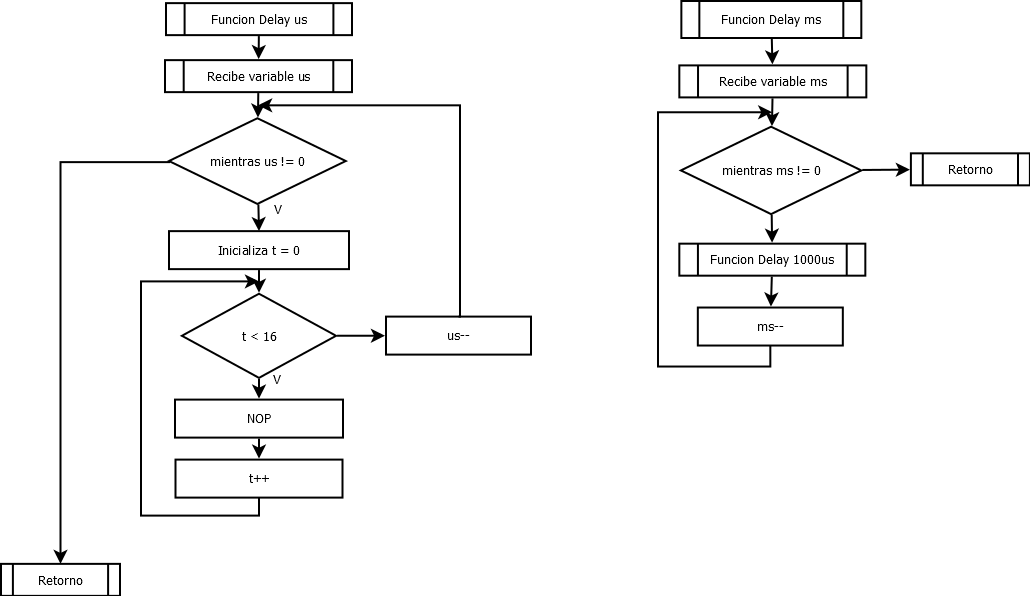 Funcion Delay us
Recibe variable us
mientras us != 0
V
Inicializa t = 0
t < 16
us--
V
NOP
t++
Retorno
Funcion Delay ms
Recibe variable ms
mientras ms != 0
Retorno
Funcion Delay 1000us
ms--